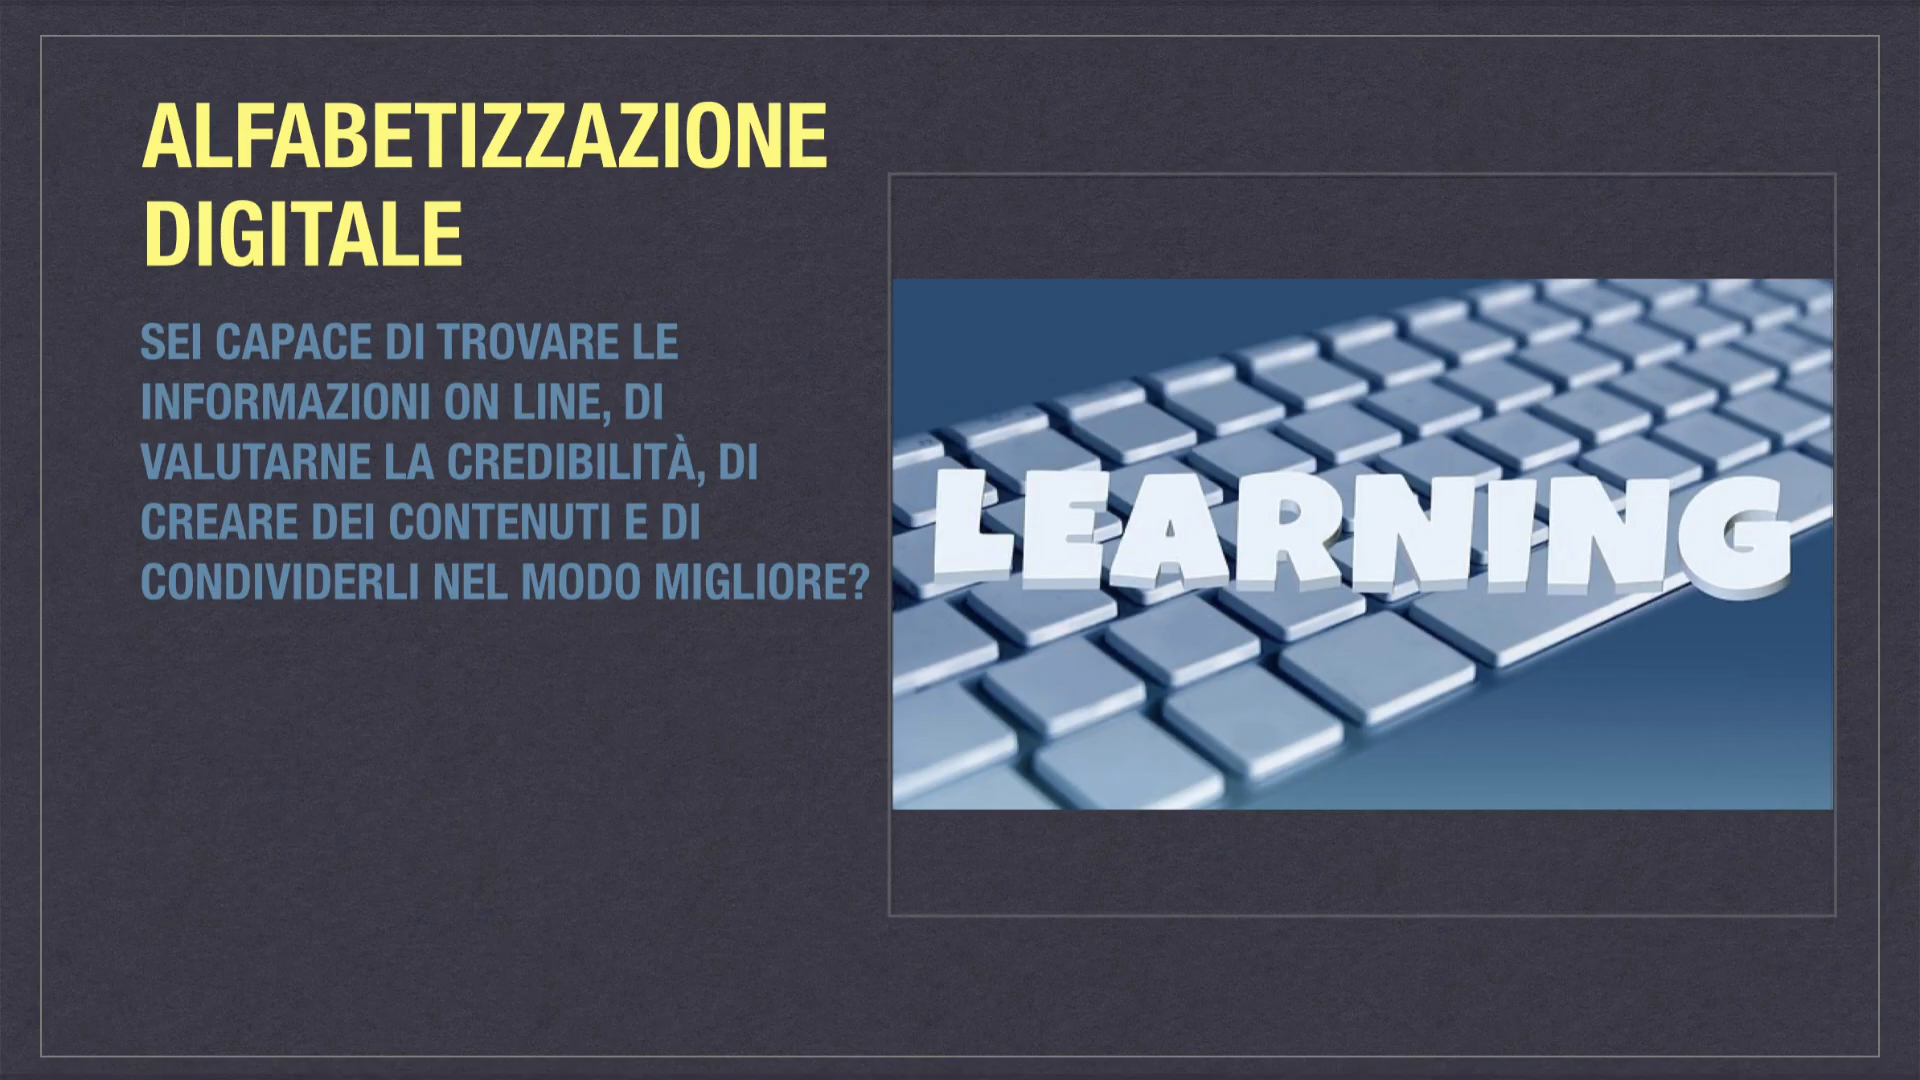 ALFABETIZZAZIONE
DIGITALE
SEI CAPACE DI TROVARE LE
INFORMAZIONI ON LINE, DI
VALUTARNE LA CREDIBILITÀ, DI
CREARE DEI CONTENUTI E DI
CONDIVIDERLI NEL MODO MIGLIORE?
LEARNING